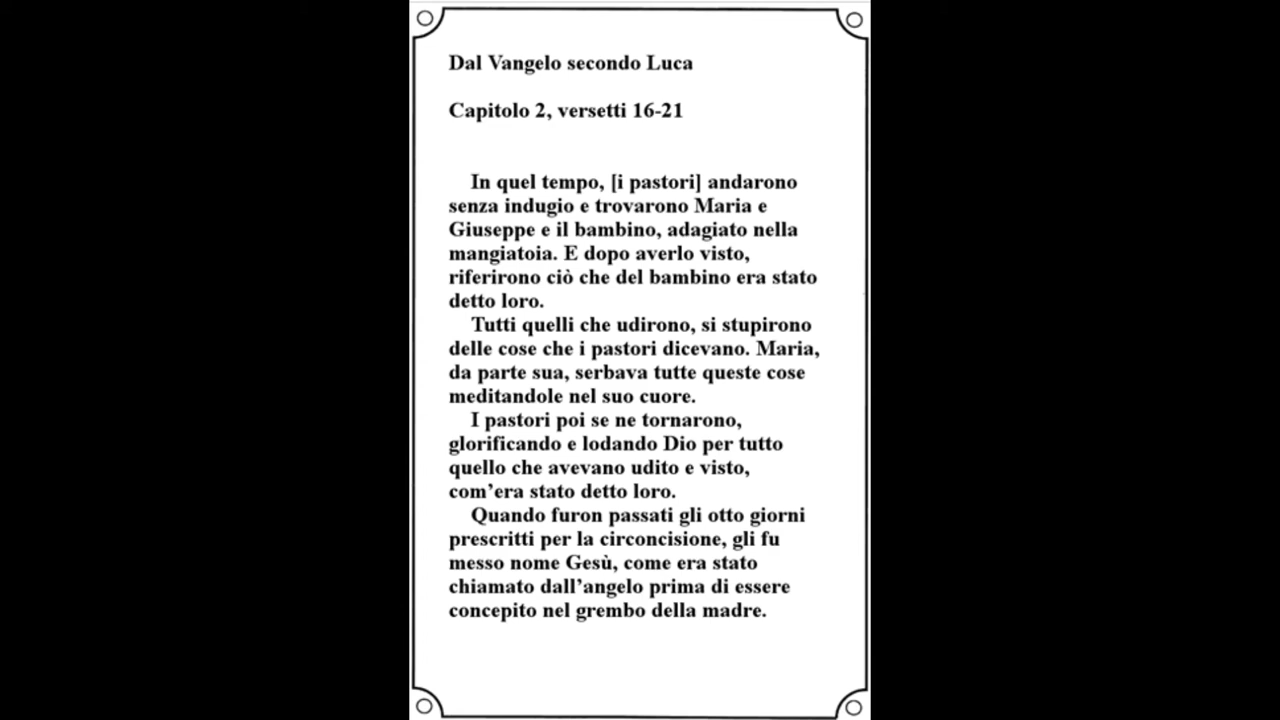 Dal Vangelo secondo Luca
Capitolo 2, versetti 16-21
In quel tempo, [i pastori] andarono
senza indugio e trovarono Maria e
Giuseppe e il bambino, adagiato nella
mangiatoia. E dopo averlo visto,
riferirono ciò che del bambino era stato
detto loro.
Tutti quelli che udirono, si stupirono
delle cose che i pastori dicevano. Maria,
da parte sua, serbava tutte queste cose
meditandole nel suo cuore.
I pastori poi se ne tornarono,
glorificando e lodando Dio per tutto
quello che avevano udito e visto,
com’era stato detto loro.
Quando furon passati gli otto giorni
prescritti per la circoncisione, gli fu
messo nome Gesù, come era stato
chiamato dall’angelo prima di essere
concepito nel grembo della madre.